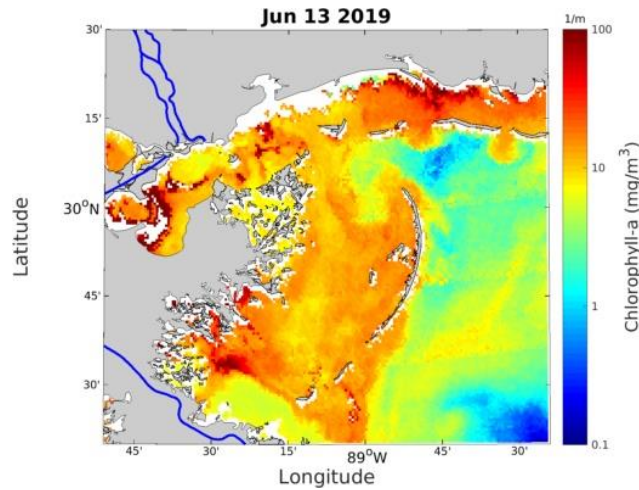 Jun 13 2019
1/m
30'
15'
30°N
45'
30'
Latitude
45'
30'
15'
89°W
45'
30'
Longitude
100
10
1
0.1
Chlorophyll-a (mg/m³)